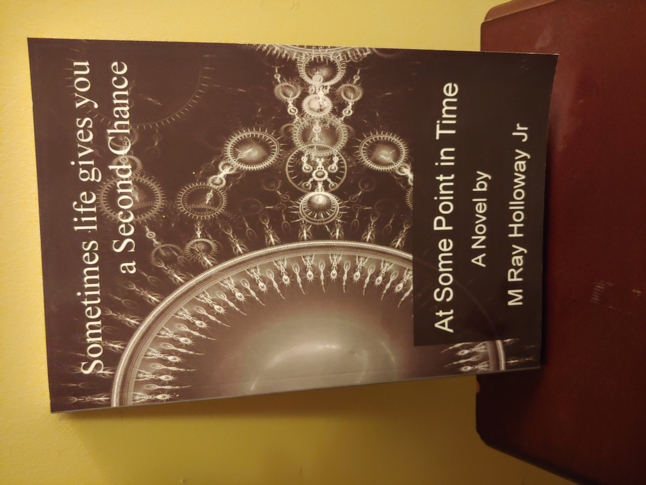 Sometimes life gives you
a Second Chance
At Some Point in Time
A Novel by
M Ray Holloway Jr